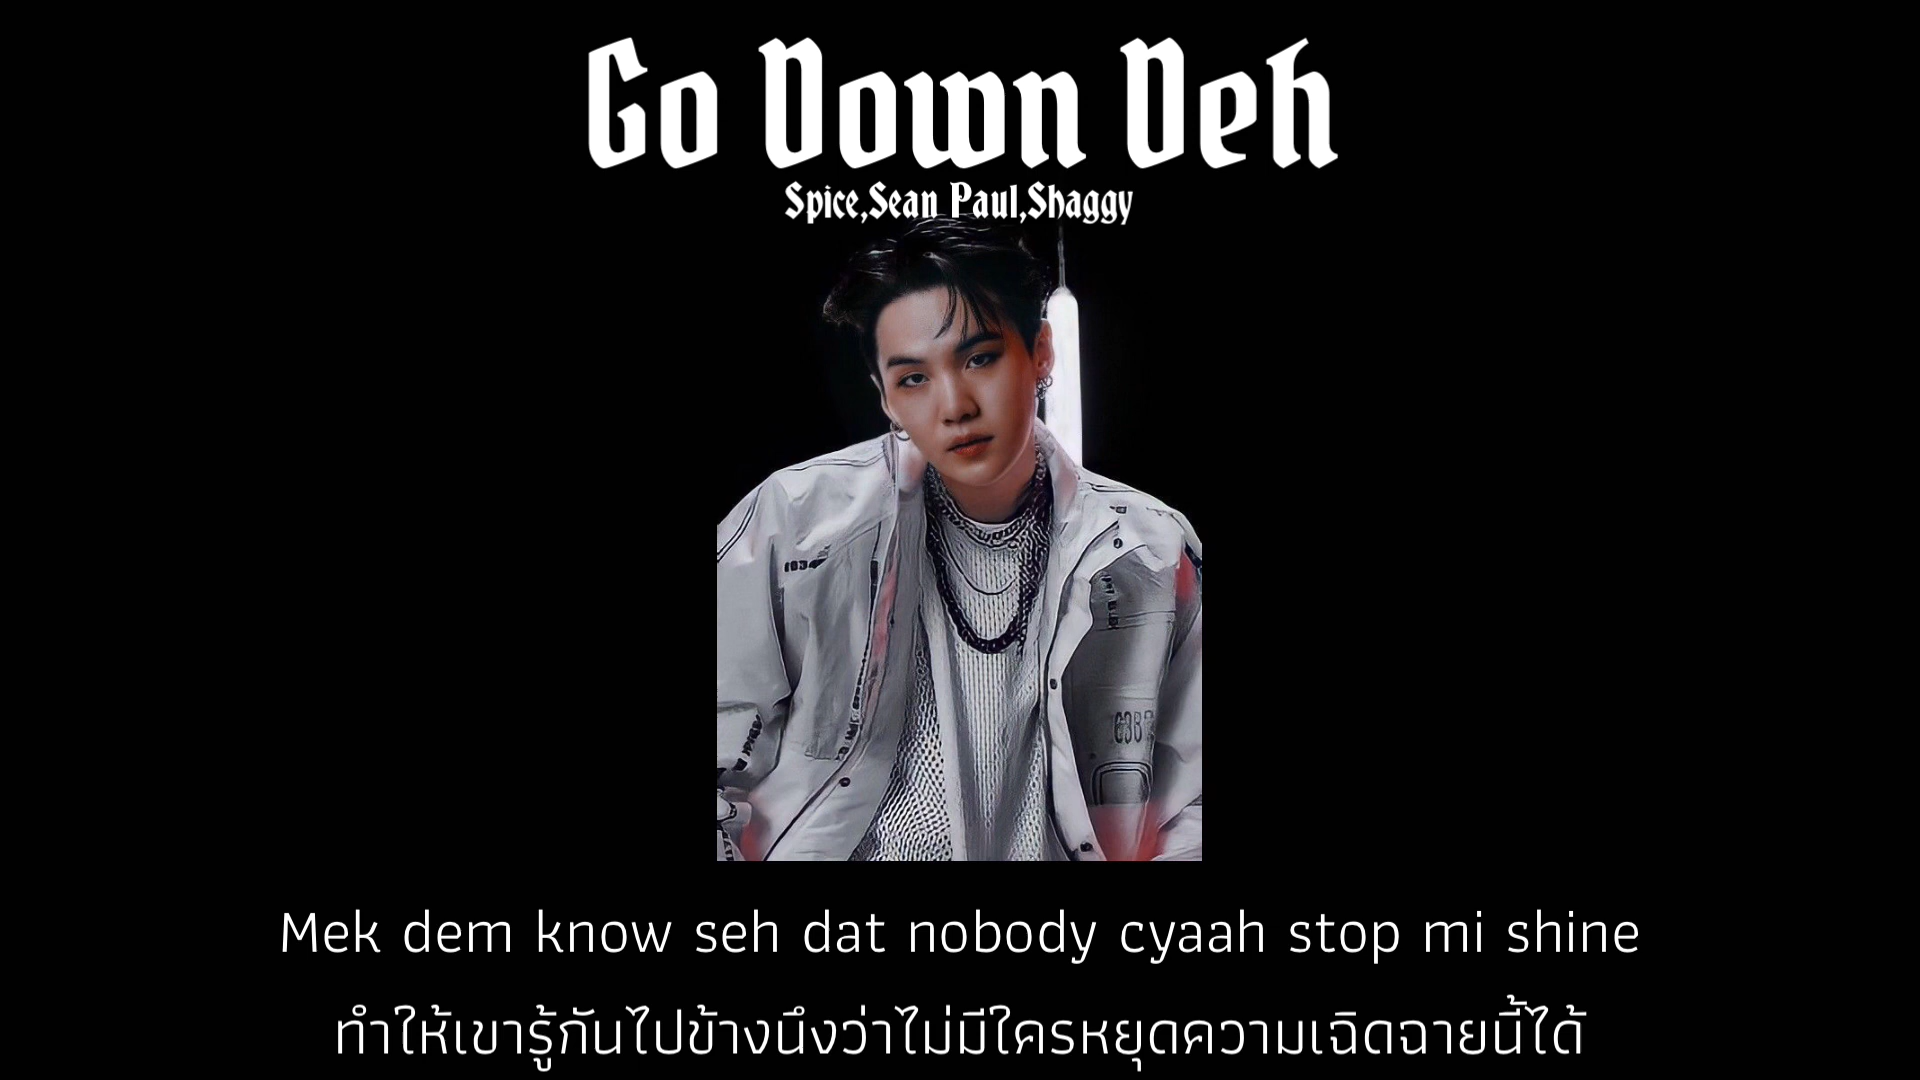 Go Down Deh
Spice,Sean Paul,Shaggy
1034
Mek dem know seh dat nobody cyaah stop mi shine
ทำให้เขารู้กันไปข้างนึงว่าไม่มีใครหยุดความเฉิดฉายนี้ได้